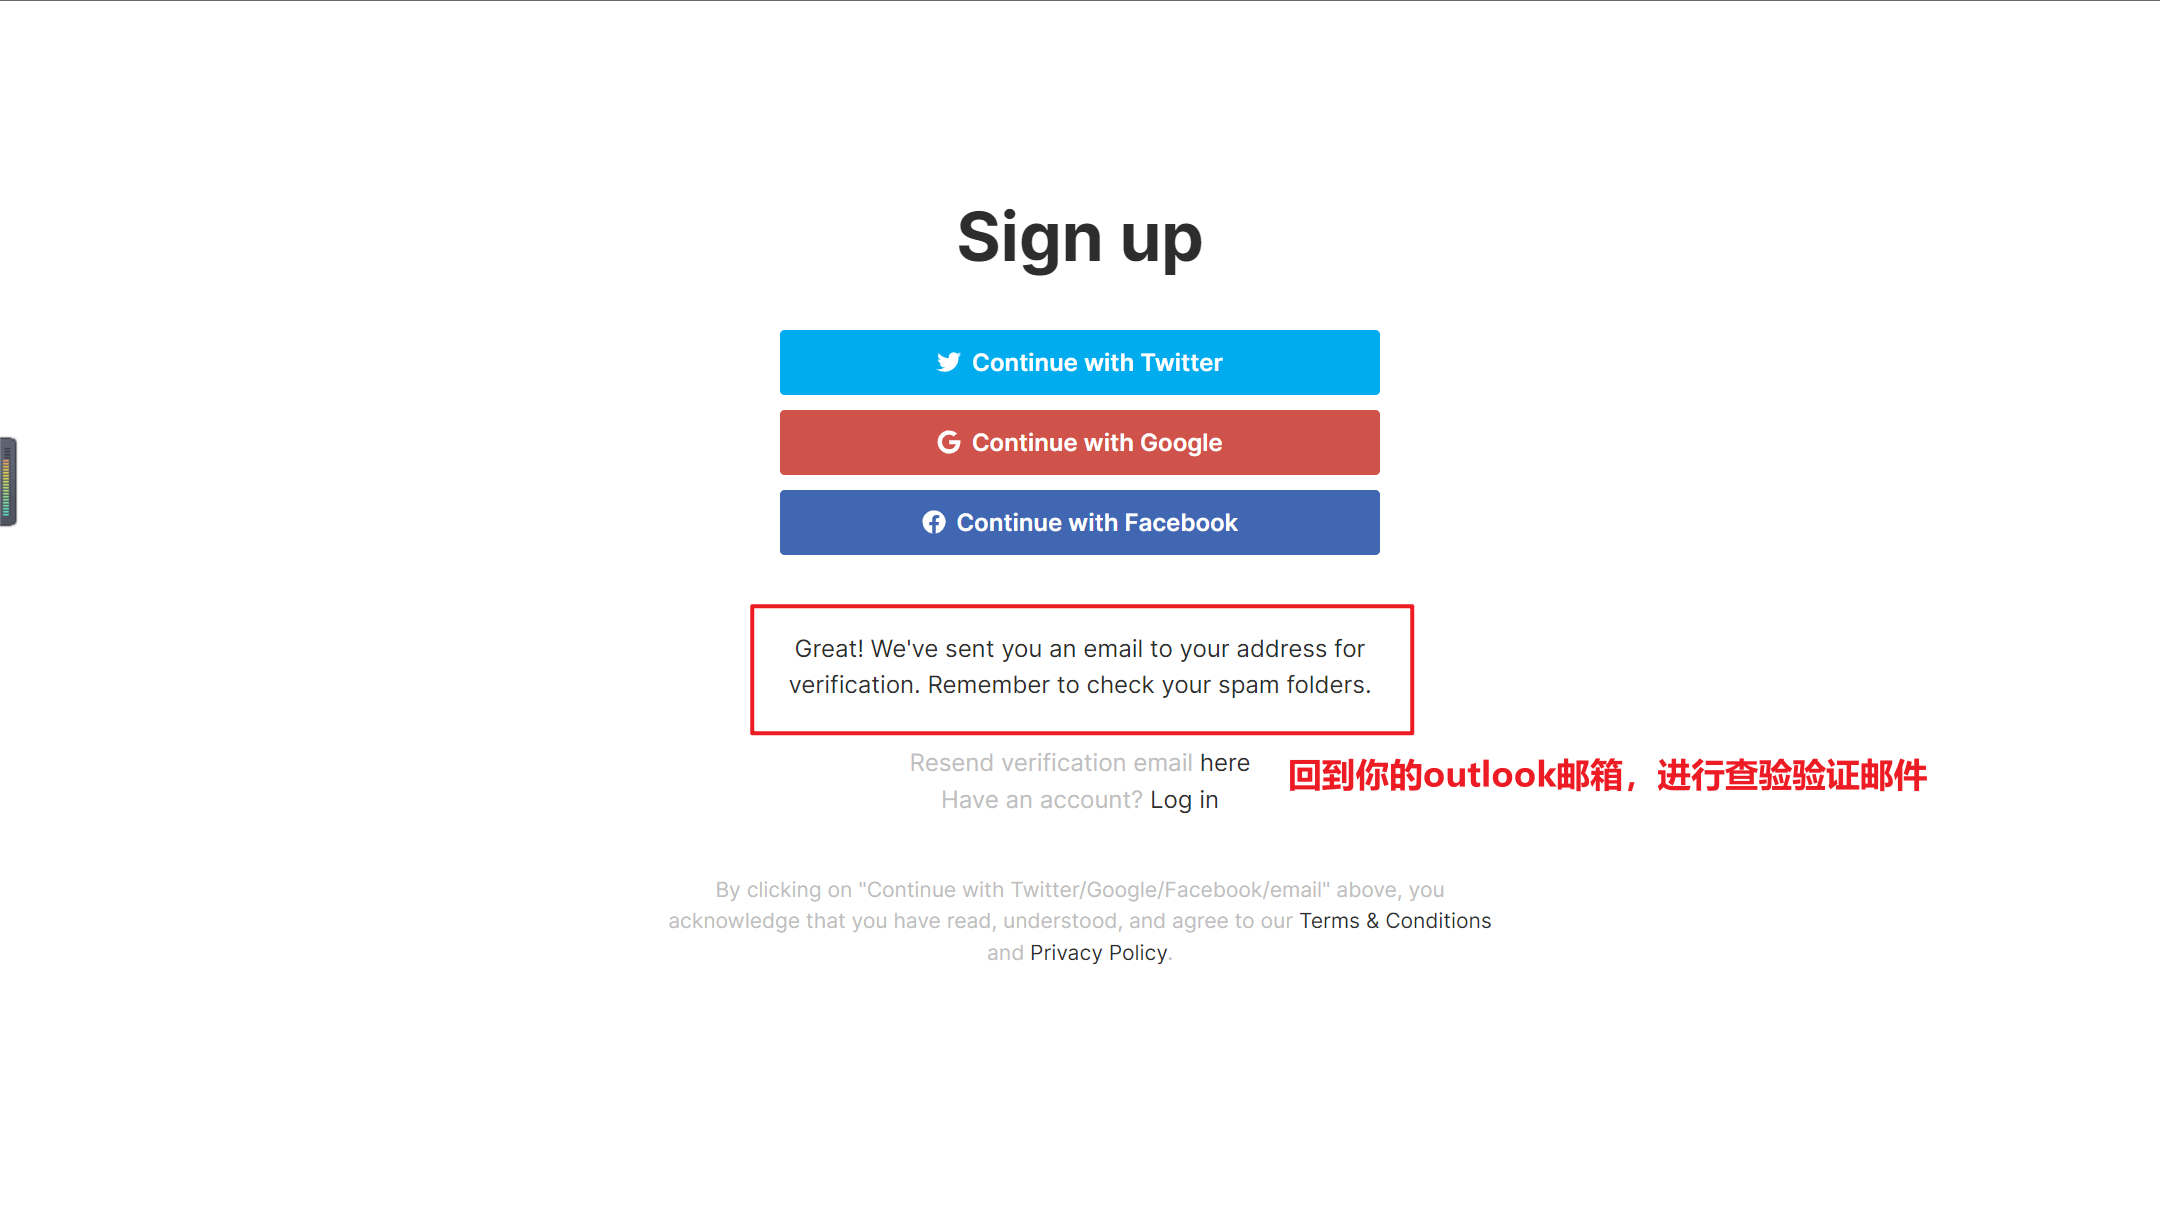 Sign up
Continue with Twitter
Continue with Google
Continue with Facebook
Great! We've sent you an email to your address for
verification. Remember to check your spam folders.
Resend verification email here
回到你的outlook邮箱，进行查验验证邮件
Have an account? Log in
By clicking on "Continue with Twitter/Google/Facebook/email" above, you
acknowledge that you have read, understood, and agree to our Terms & Conditions
and Privacy Policy.